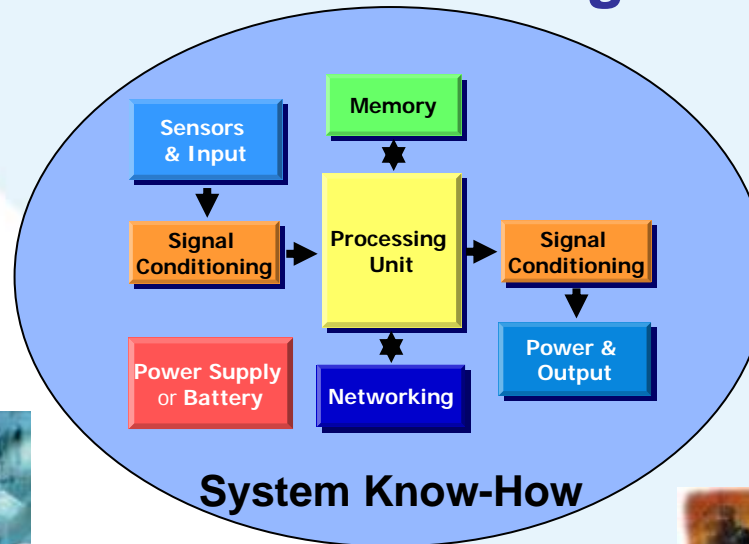 Memory
Sensors
& Input
Signal
Conditioning
Processing
Unit
Signal
Conditioning
Power Supply
or Battery
Networking
Power &
Output
System Know-How